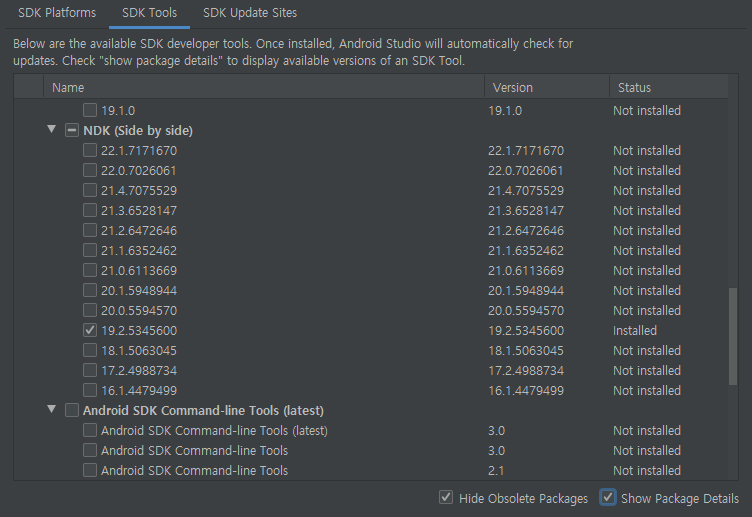 SDK Platforms SDK Tools SDK Update Sites
Below are the available SDK developer tools. Once installed, Android Studio will automatically check for
updates. Check "show package details" to display available versions of an SDK Tool.
Name Version Status
19.1.0 19.1.0 Not installed
NDK (Side by side)
22.1.7171670 22.1.7171670 Not installed
22.0.7026061 22.0.7026061 Not installed
21.4.7075529 21.4.7075529 Not installed
21.3.6528147 21.3.6528147 Not installed
21.2.6472646 21.2.6472646 Not installed
21.1.6352462 21.1.6352462 Not installed
21.0.6113669 21.0.6113669 Not installed
20.1.5948944 20.1.5948944 Not installed
20.0.5594570 20.0.5594570 Not installed
19.2.5345600 19.2.5345600 Installed
18.1.5063045 18.1.5063045 Not installed
17.2.4988734 17.2.4988734 Not installed
16.1.4479499 16.1.4479499 Not installed
Android SDK Command-line Tools (latest)
Android SDK Command-line Tools (latest) 3.0 Not installed
Android SDK Command-line Tools 3.0 Not installed
Android SDK Command-line Tools 2.1 Not installed
Hide Obsolete Packages Show Package Details